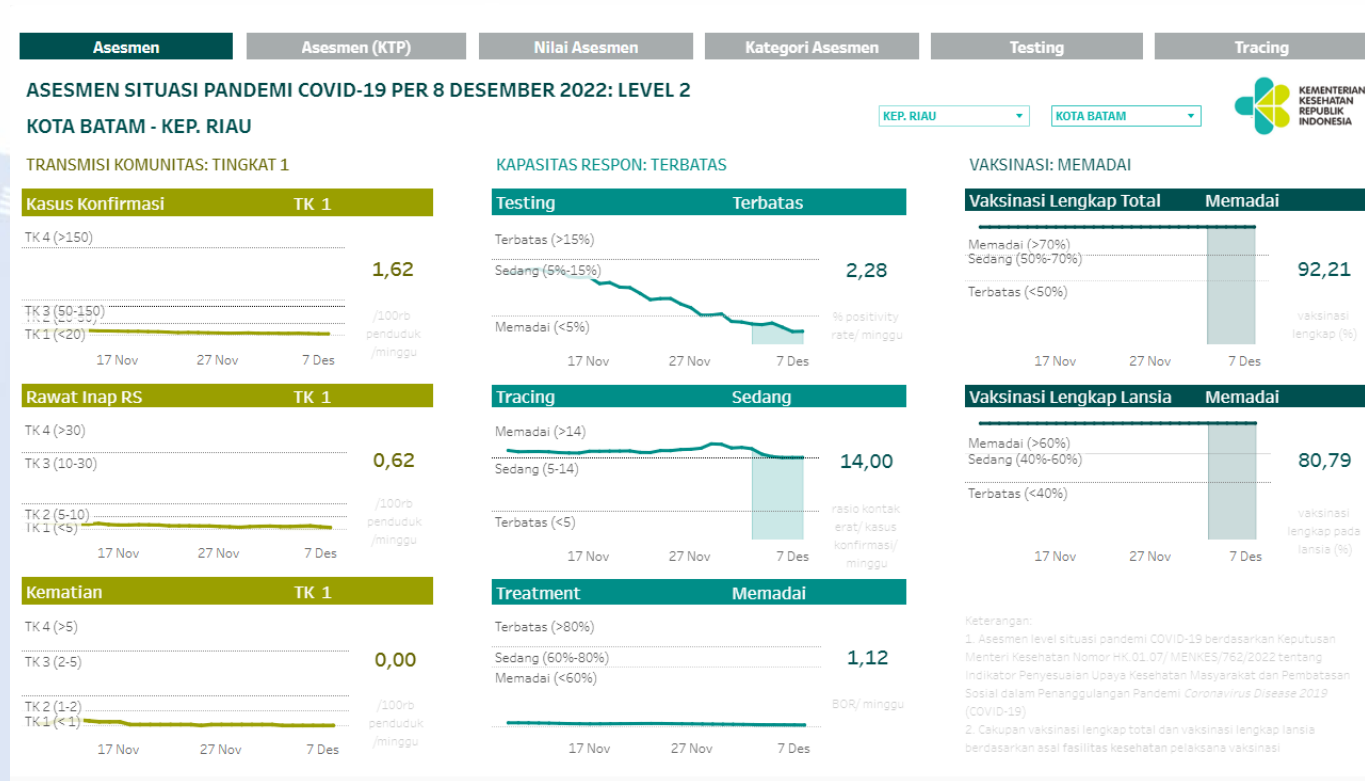 Asesmen
Asesmen (KTP)
Nilai Asesmen
Kategori Asesmen
Testing
Tracing
ASESMEN SITUASI PANDEMI COVID-19 PER 8 DESEMBER 2022: LEVEL 2
KOTA BATAM - KEP. RIAU
KEP. RIAU
KOTA BATAM
KEMENTERIAN
KESEHATAN
REPUBLIK
INDONESIA
TRANSMISI KOMUNITAS: TINGKAT 1
Kasus Konfirmasi TK 1
TK 4 (>150)
1,62
TK 3 (50-150)
TK 1 (<20)
/100rb
penduduk
/minggu
17 Nov 27 Nov 7 Des
Rawat Inap RS TK 1
TK 4 (>30)
TK 3 (10-30)
0,62
TK 2 (5-10)
TK 1 (<5)
/100rb
penduduk
/minggu
17 Nov 27 Nov 7 Des
Kematian TK 1
TK 4 (>5)
TK 3 (2-5)
0,00
TK 2 (1-2)
TK 1 (<1)
/100rb
penduduk
/minggu
17 Nov 27 Nov 7 Des
KAPASITAS RESPON: TERBATAS
Testing Terbatas
Terbatas (>15%)
Sedang (5%-15%)
2,28
Memadai (<5%)
% positivity
rate/ minggu
17 Nov 27 Nov 7 Des
Tracing Sedang
Memadai (>14)
Sedang (5-14)
14,00
Terbatas (<5)
rasio kontak
erat/ kasus
konfirmasi/
minggu
17 Nov 27 Nov 7 Des
Treatment Memadai
Terbatas (>80%)
Sedang (60%-80%)
1,12
Memadai (<60%)
BOR/ minggu
17 Nov 27 Nov 7 Des
VAKSINASI: MEMADAI
Vaksinasi Lengkap Total Memadai
Memadai (>70%)
Sedang (50%-70%)
92,21
Terbatas (<50%)
vaksinasi
lengkap (%)
17 Nov 27 Nov 7 Des
Vaksinasi Lengkap Lansia Memadai
Memadai (>60%)
Sedang (40%-60%)
80,79
Terbatas (<40%)
vaksinasi
lengkap pada
lansia (%)
17 Nov 27 Nov 7 Des
Keterangan:
1. Asesmen level situasi pandemi COVID-19 berdasarkan Keputusan
Menteri Kesehatan Nomor HK.01.07/ MENKES/762/2022 tentang
Indikator Penyesuaian Upaya Kesehatan Masyarakat dan Pembatasan
Sosial dalam Penanggulangan Pandemi Coronavirus Disease 2019
(COVID-19)
2. Cakupan vaksinasi lengkap total dan vaksinasi lengkap lansia
berdasarkan asal fasilitas kesehatan pelaksana vaksinasi